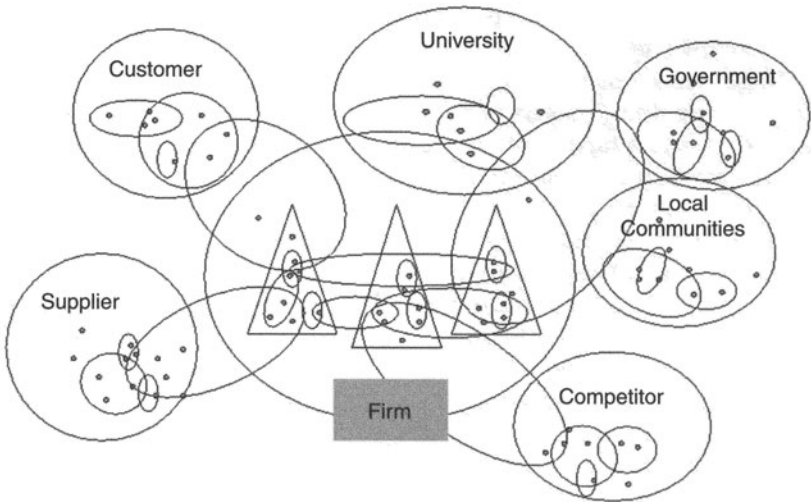 University
Customer
Government
Local
Communities
Supplier
Competitor
Firm